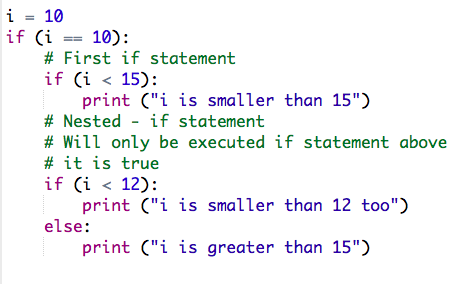 i = 10
if (i == 10):
    # First if statement
    if (i < 15):
        print ("i is smaller than 15")
    # Nested - if statement
    # Will only be executed if statement above
    # it is true
    if (i < 12):
        print ("i is smaller than 12 too")
    else:
        print ("i is greater than 15")